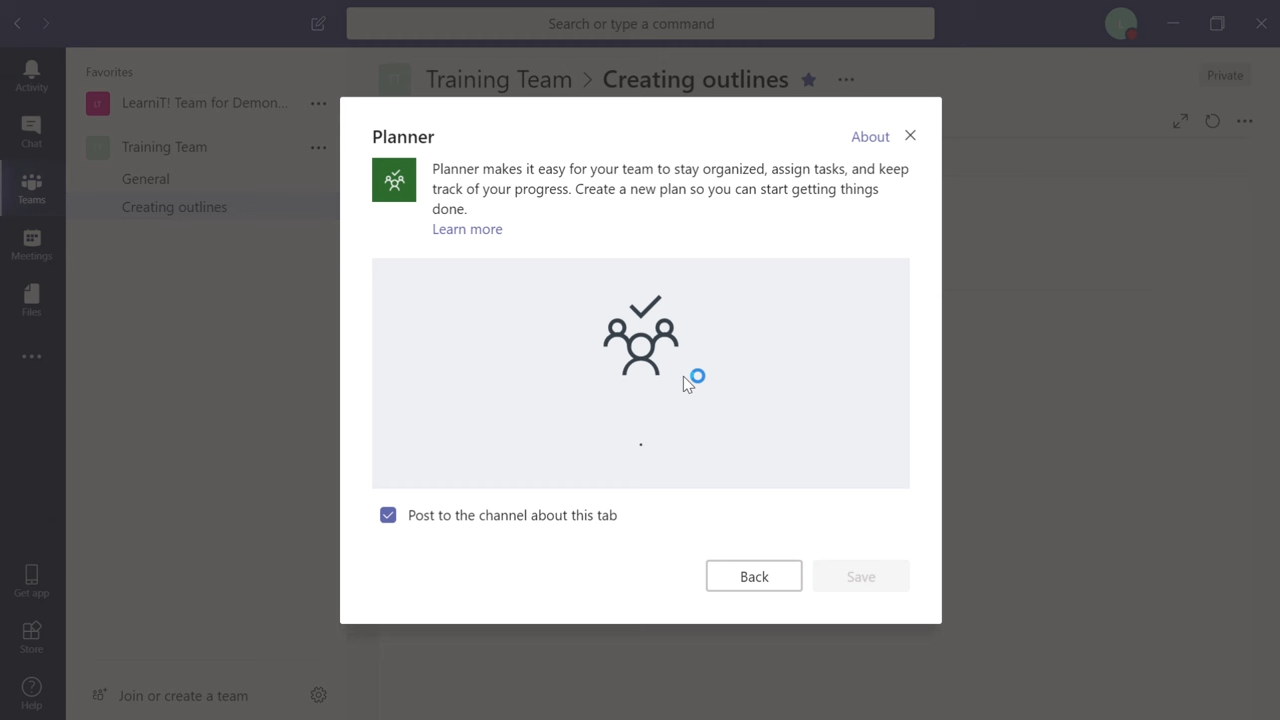 Search or type a command
L
Activity
Chat
Teams
Meetings
Files
Get app
Store
Help
Favorites
LT
LearniT! Team for Demon...
Training Team
General
Creating outlines
Join or create a team
Training Team > Creating outlines
Private
Planner
About
Planner makes it easy for your team to stay organized, assign tasks, and keep
track of your progress. Create a new plan so you can start getting things
done.
Learn more
Post to the channel about this tab
Back
Save